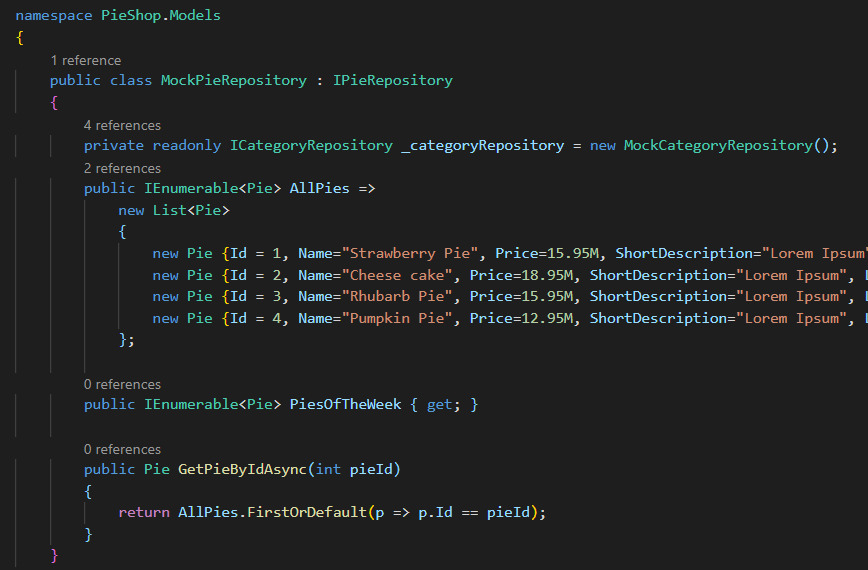 namespace PieShop.Models
{
1 reference
public class MockPieRepository : IPieRepository
{
4 references
private readonly ICategoryRepository _categoryRepository = new MockCategoryRepository();
2 references
public IEnumerable<Pie> AllPies =>
new List<Pie>
{
new Pie {Id = 1, Name="Strawberry Pie", Price=15.95M, ShortDescription="Lorem Ipsum"
new Pie {Id = 2, Name="Cheese cake", Price=18.95M, ShortDescription="Lorem Ipsum",
new Pie {Id = 3, Name="Rhubarb Pie", Price=15.95M, ShortDescription="Lorem Ipsum",
new Pie {Id = 4, Name="Pumpkin Pie", Price=12.95M, ShortDescription="Lorem Ipsum",
};
0 references
public IEnumerable<Pie> PiesOfTheWeek { get; }
0 references
public Pie GetPieByIdAsync(int pieId)
{
return AllPies.FirstOrDefault(p => p.Id == pieId);
}
}